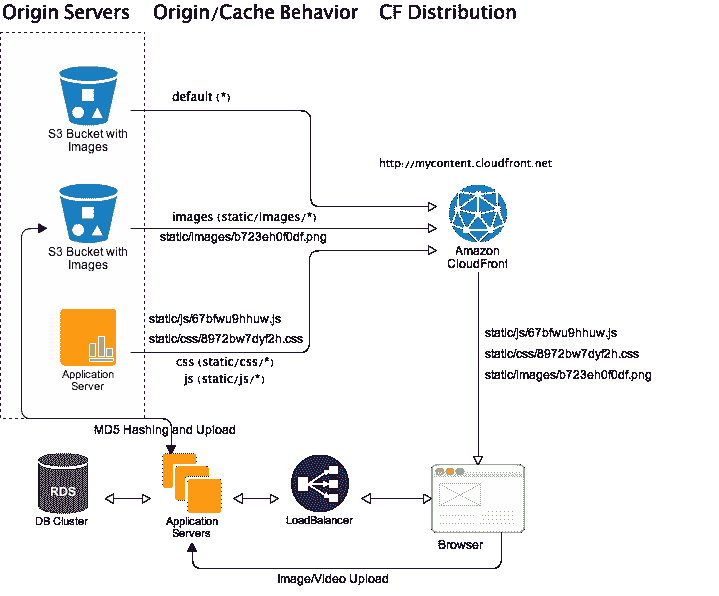 Origin Servers
Origin/Cache Behavior
CF Distribution
S3 Bucket with
Images
default (*)
http://mycontent.cloudfront.net
S3 Bucket with
Images
images (static/images/*)
static/images/b723eh0f0df.png
Amazon
CloudFront
Application
Server
static/js/67bfwu9hhuw.js
static/css/8972bw7dyf2h.css
css (static/css/*)
js (static/js/*)
static/js/67bfwu9hhuw.js
static/css/8972bw7dyf2h.css
static/images/b723eh0f0df.png
MD5 Hashing and Upload
RDS
DB Cluster
Application
Servers
LoadBalancer
Browser
Image/Video Upload